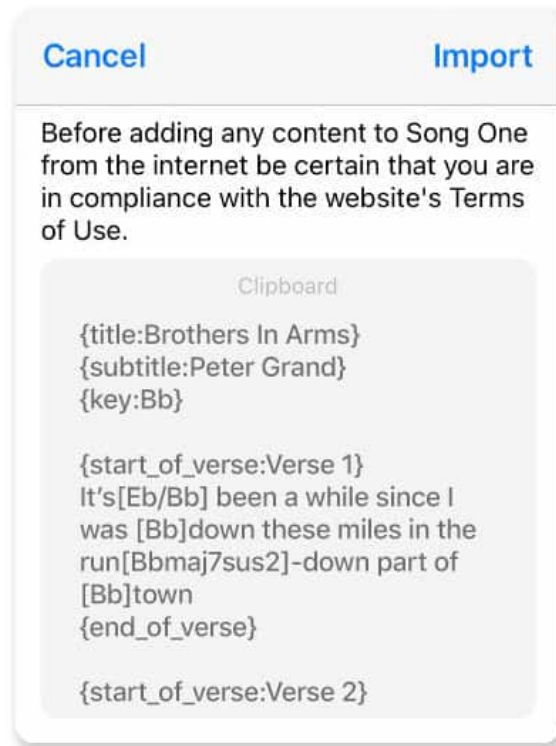 Cancel
Import
Before adding any content to Song One
from the internet be certain that you are
in compliance with the website's Terms
of Use.
Clipboard
{title:Brothers In Arms}
{subtitle:Peter Grand}
{key:Bb}
{start_of_verse:Verse 1}
It's[Eb/Bb] been a while since I
was [Bb]down these miles in the
run[Bbmaj7sus2]-down part of
[Bb]town
{end_of_verse}
{start_of_verse:Verse 2}